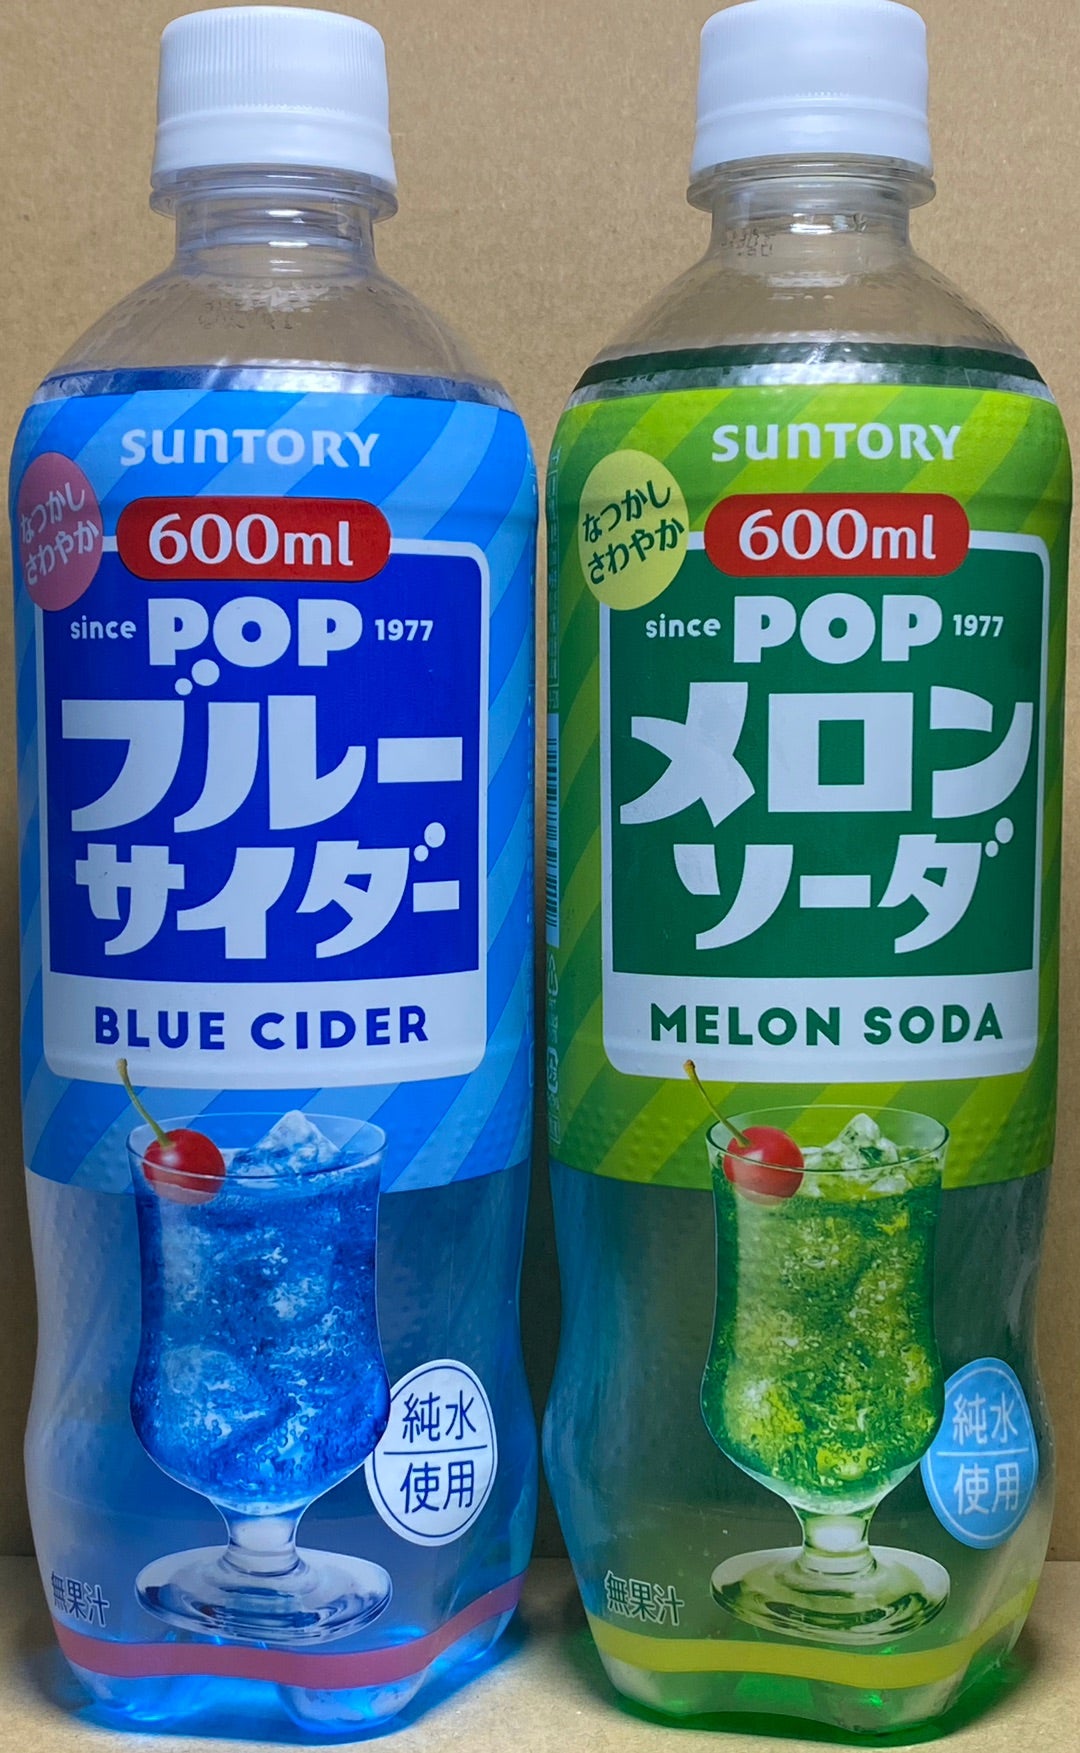 SUNTORY
なつかし
さわやか
600ml
since POP 1977
ブルー
サイダー
BLUE CIDER
純水
使用
無果汁
SUNTORY
なつかし
さわやか
600ml
since POP 1977
メロン
ソーダ
MELON SODA
純水
使用
無果汁